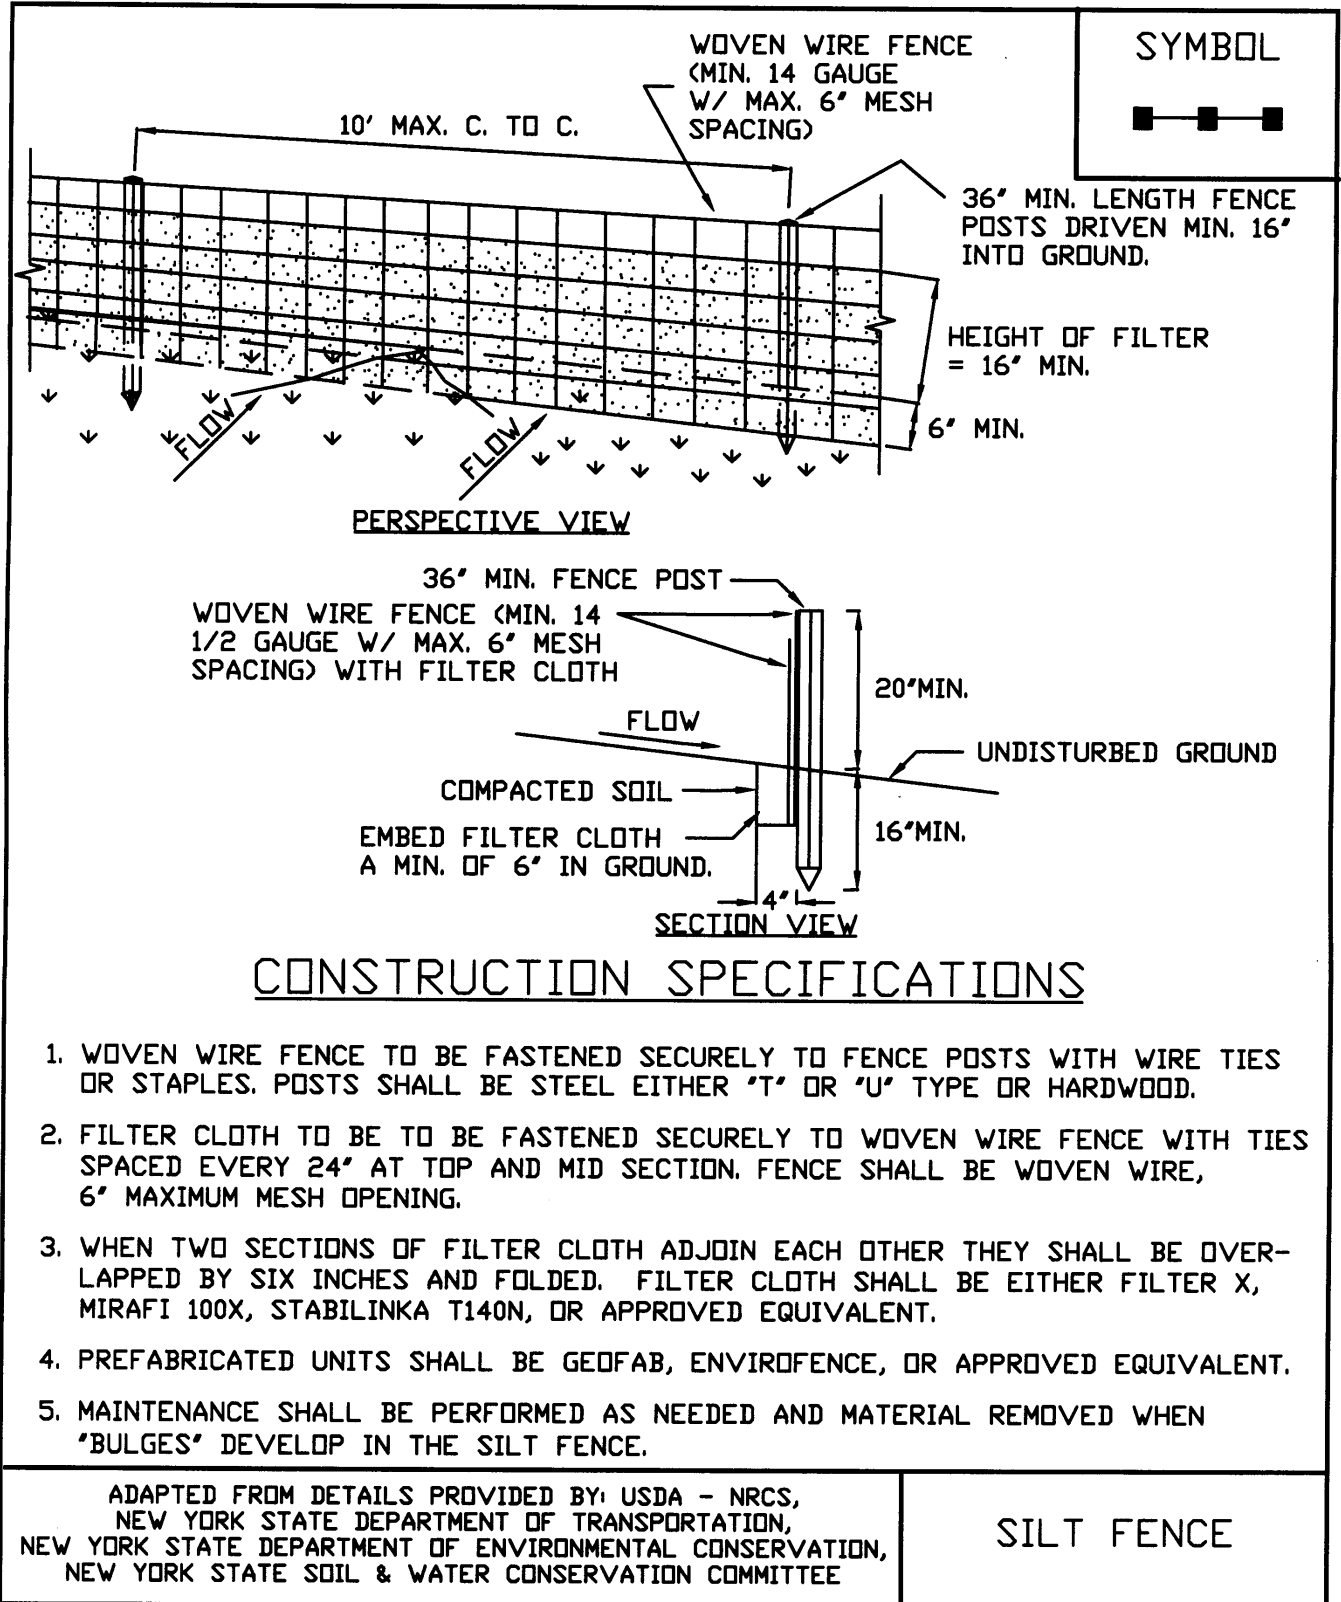 WOVEN WIRE FENCE
(MIN. 14 GAUGE
W/ MAX. 6" MESH
SPACING)
SYMBOL
10' MAX. C. TO C.
36" MIN. LENGTH FENCE
POSTS DRIVEN MIN. 16"
INTO GROUND.
HEIGHT OF FILTER
= 16" MIN.
6" MIN.
FLOW
FLOW
PERSPECTIVE VIEW
36" MIN. FENCE POST
WOVEN WIRE FENCE (MIN. 14
1/2 GAUGE W/ MAX. 6" MESH
SPACING) WITH FILTER CLOTH
20"MIN.
FLOW
UNDISTURBED GROUND
COMPACTED SOIL
EMBED FILTER CLOTH
A MIN. OF 6" IN GROUND.
16"MIN.
4"
SECTION VIEW
CONSTRUCTION SPECIFICATIONS
1. WOVEN WIRE FENCE TO BE FASTENED SECURELY TO FENCE POSTS WITH WIRE TIES
OR STAPLES. POSTS SHALL BE STEEL EITHER "T" OR "U" TYPE OR HARDWOOD.
2. FILTER CLOTH TO BE TO BE FASTENED SECURELY TO WOVEN WIRE FENCE WITH TIES
SPACED EVERY 24" AT TOP AND MID SECTION. FENCE SHALL BE WOVEN WIRE,
6" MAXIMUM MESH OPENING.
3. WHEN TWO SECTIONS OF FILTER CLOTH ADJOIN EACH OTHER THEY SHALL BE OVER-
LAPPED BY SIX INCHES AND FOLDED. FILTER CLOTH SHALL BE EITHER FILTER X,
MIRAFI 100X, STABILINKA T140N, OR APPROVED EQUIVALENT.
4. PREFABRICATED UNITS SHALL BE GEOFAB, ENVIROFENCE, OR APPROVED EQUIVALENT.
5. MAINTENANCE SHALL BE PERFORMED AS NEEDED AND MATERIAL REMOVED WHEN
"BULGES" DEVELOP IN THE SILT FENCE.
ADAPTED FROM DETAILS PROVIDED BY: USDA - NRCS,
NEW YORK STATE DEPARTMENT OF TRANSPORTATION,
NEW YORK STATE DEPARTMENT OF ENVIRONMENTAL CONSERVATION,
NEW YORK STATE SOIL & WATER CONSERVATION COMMITTEE
SILT FENCE